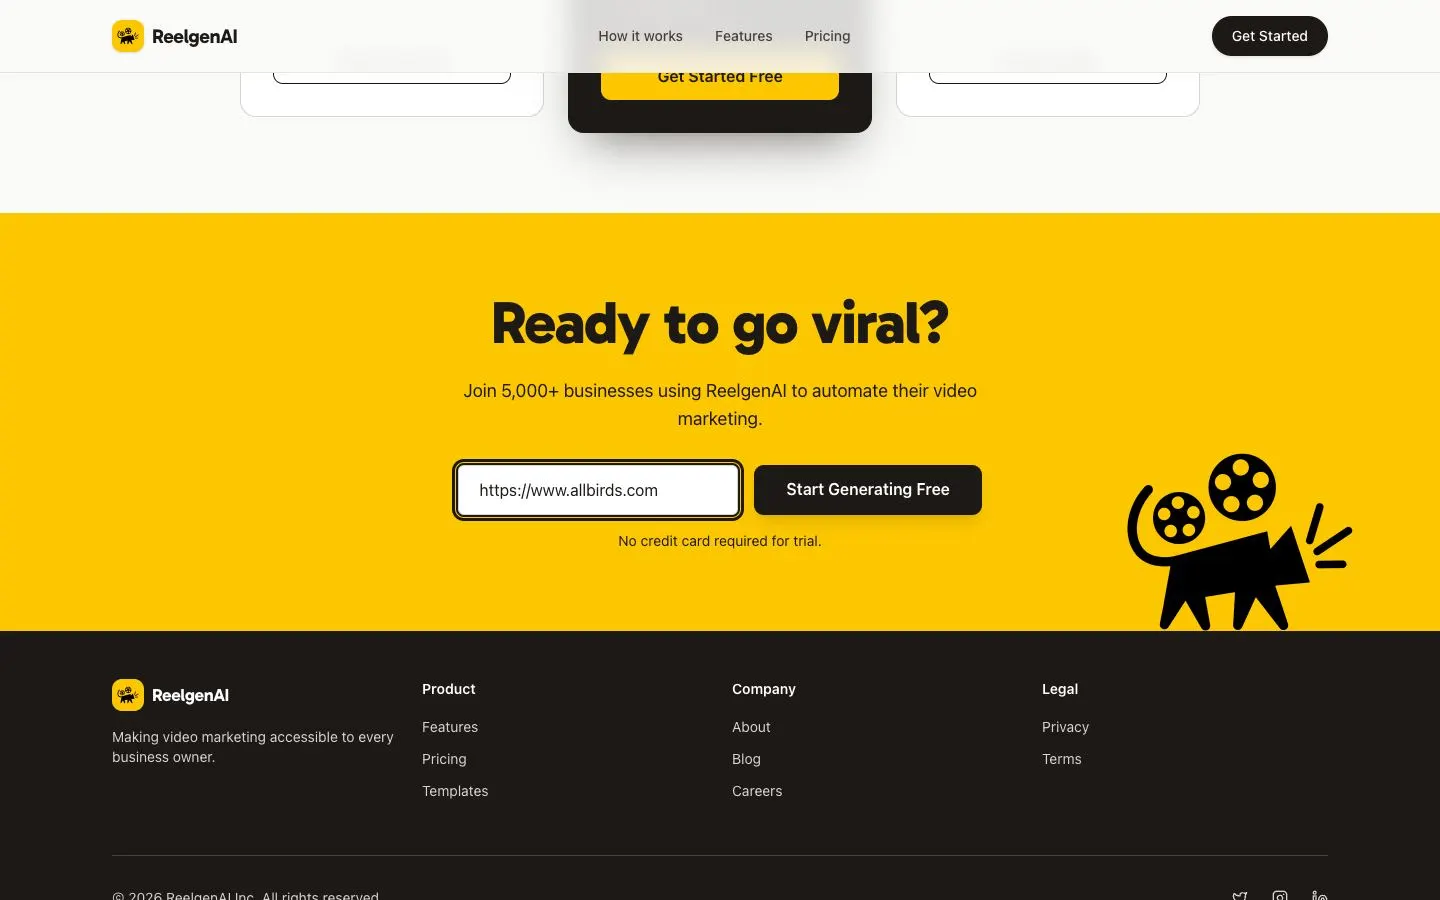 ReelgenAI
How it works
Features
Pricing
Get Started
Get Started Free
Ready to go viral?
Join 5,000+ businesses using ReelgenAI to automate their video
marketing.
https://www.allbirds.com
Start Generating Free
No credit card required for trial.
ReelgenAI
Making video marketing accessible to every
business owner.
Product
Features
Pricing
Templates
Company
About
Blog
Careers
Legal
Privacy
Terms
© 2026 ReelgenAI Inc. All rights reserved.